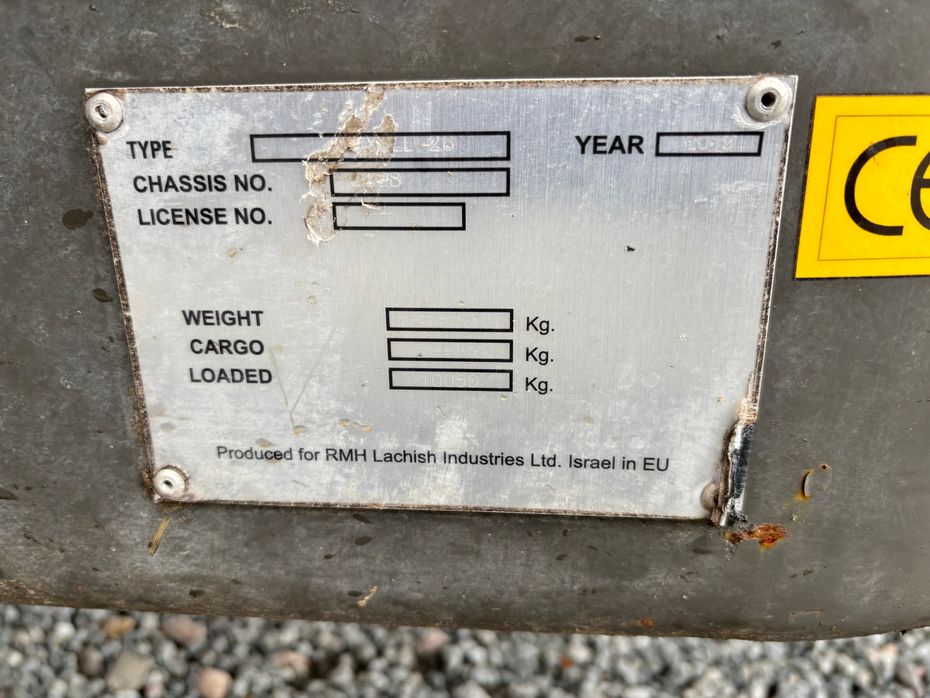 TYPE
YEAR
CHASSIS NO.
LICENSE NO.
WEIGHT Kg.
CARGO Kg.
LOADED 10050 Kg.
Produced for RMH Lachish Industries Ltd. Israel in EU
CE